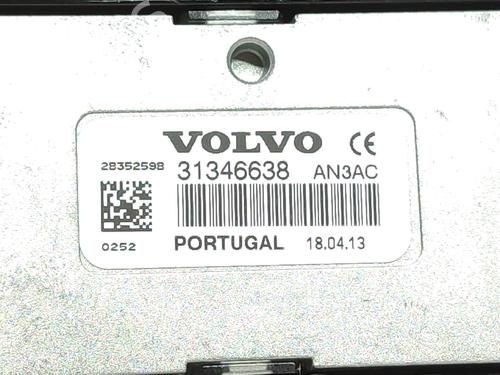 VOLVO CE
28352598 31346638 AN3AC
0252 PORTUGAL 18.04.13